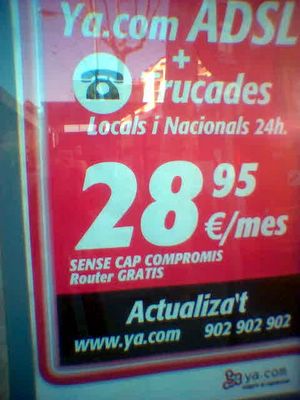 Ya.com ADSL
+
Trucades
Locals i Nacionals 24h.
28 95
€/mes
SENSE CAP COMPROMIS
Router GRATIS
Actualiza't
www.ya.com 902 902 902
ya.com